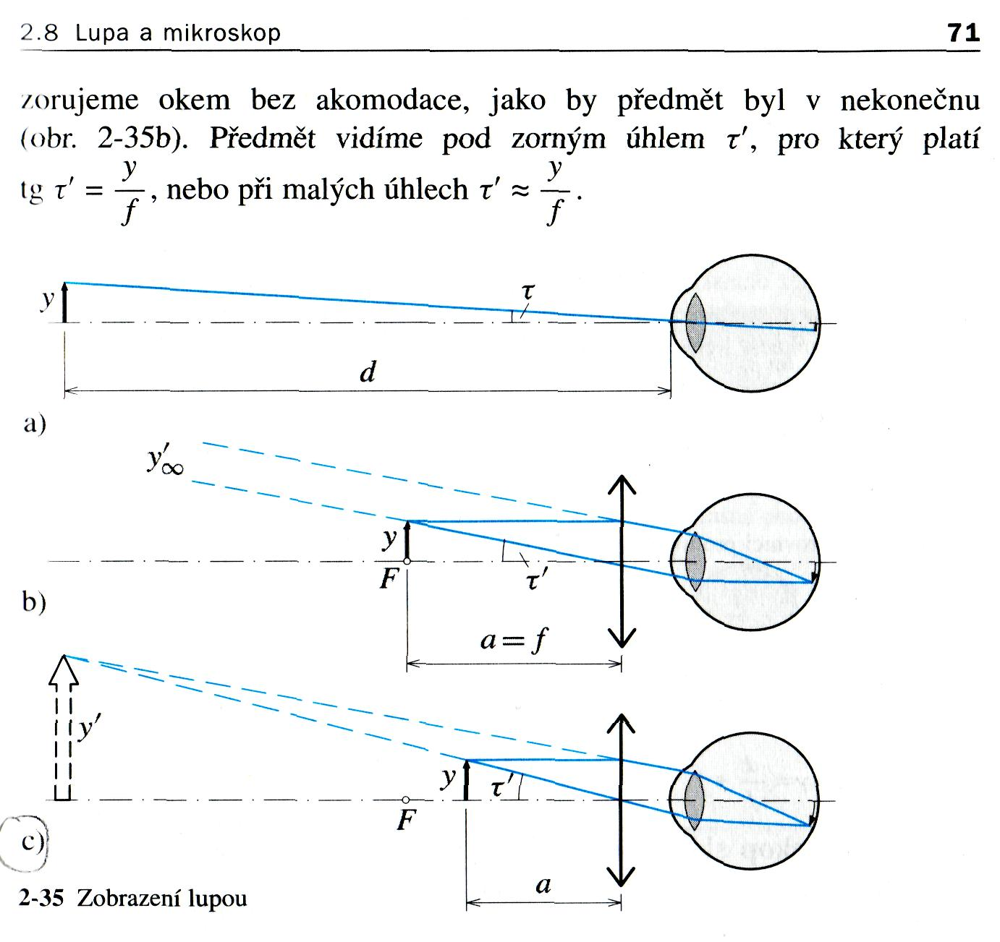 2.8 Lupa a mikroskop 71
zorujeme okem bez akomodace, jako by předmět byl v nekonečnu
(obr. 2-35b). Předmět vidíme pod zorným úhlem τ′, pro který platí
tg τ′ = y/f, nebo při malých úhlech τ′ ≈ y/f.
y
τ
d
a)
y′∞
y
F
τ′
b)
a = f
y′
y
τ′
F
c)
a
2-35 Zobrazení lupou